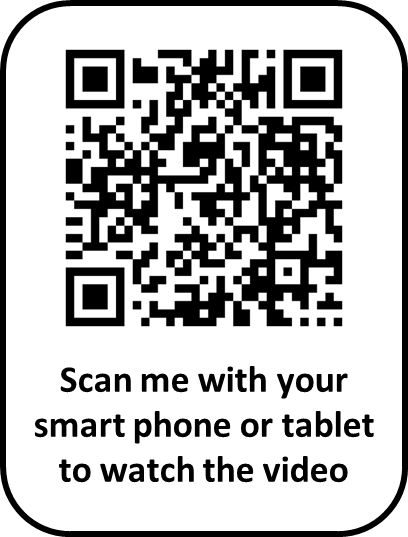 Scan me with your
smart phone or tablet
to watch the video